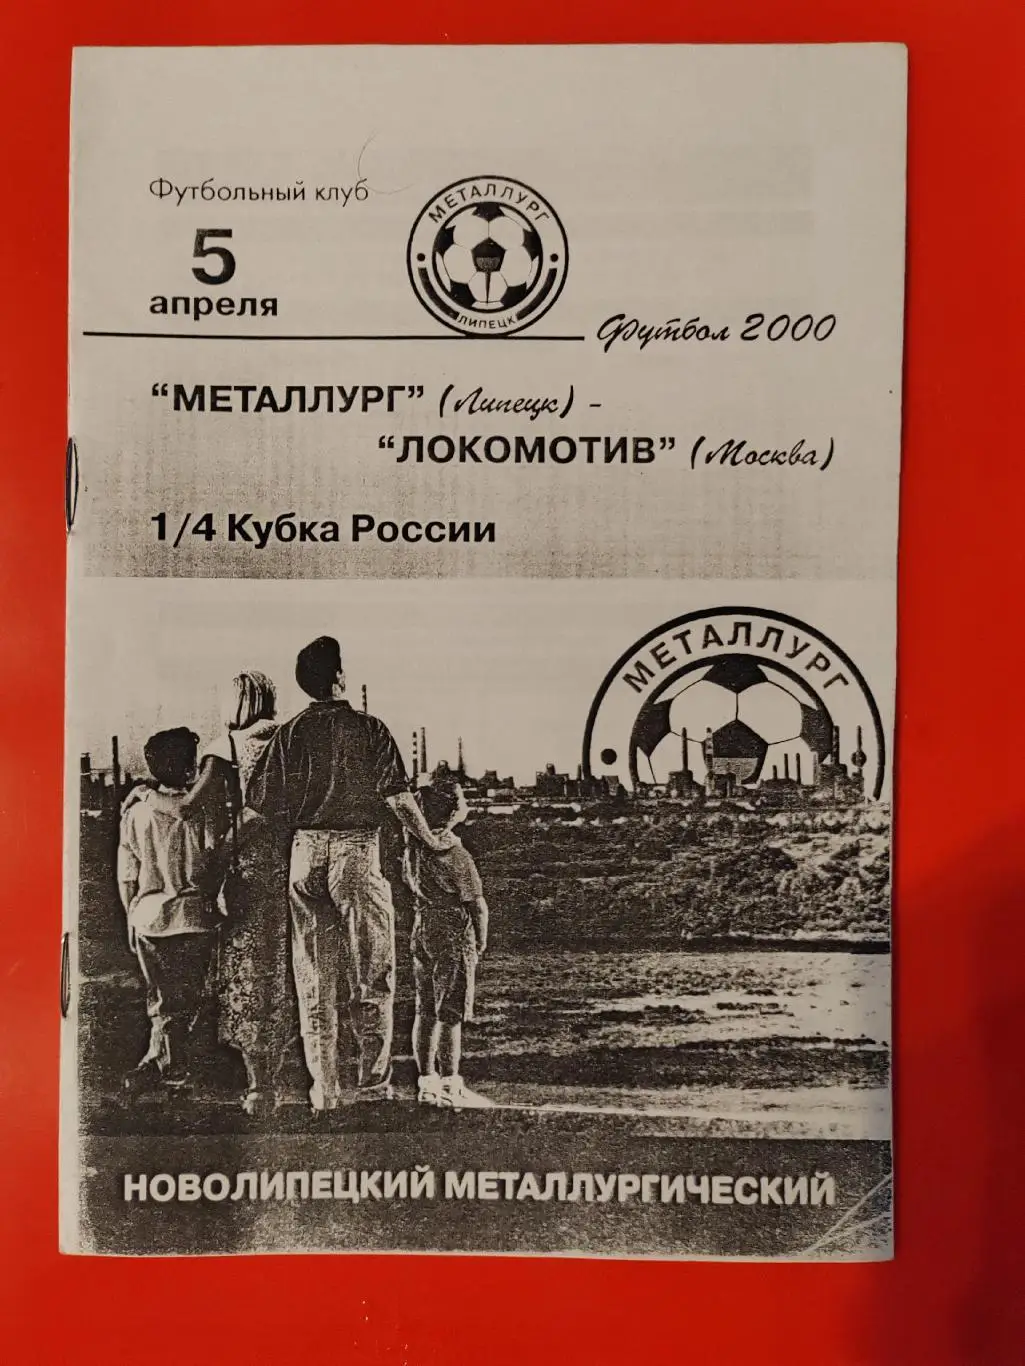 Футбольный клуб
5
апреля
МЕТАЛЛУРГ
ЛИПЕЦК
Футбол 2000
"МЕТАЛЛУРГ" (Липецк) -
"ЛОКОМОТИВ" (Москва)
1/4 Кубка России
МЕТАЛЛУРГ
НОВОЛИПЕЦКИЙ МЕТАЛЛУРГИЧЕСКИЙ